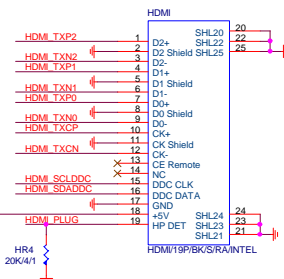 HDMI
HDMI_TXP2 1 D2+ SHL20 20
2 D2 Shield SHL22 22
HDMI_TXN2 3 D2- SHL25 25
HDMI_TXP1 4 D1+
5 D1 Shield
HDMI_TXN1 6 D1-
HDMI_TXP0 7 D0+
8 D0 Shield
HDMI_TXN0 9 D0-
HDMI_TXCP 10 CK+
11 CK Shield
HDMI_TXCN 12 CK-
13 CE Remote
14 NC
HDMI_SCLDDC 15 DDC CLK
HDMI_SDADDC 16 DDC DATA
17 GND
18 +5V SHL24 24
HDMI_PLUG 19 HP DET SHL23 23
SHL21 21
HR4 HDMI/19P/BK/S/RA/INTEL
20K/4/1